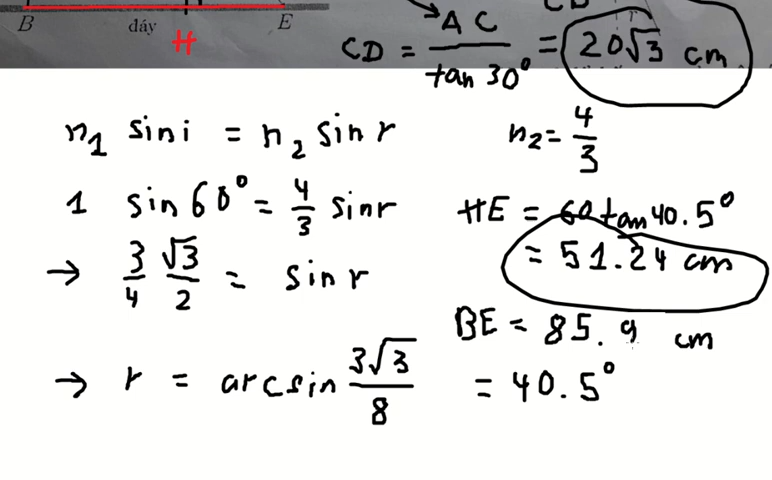 B đáy H E
CD = AC / tan 30° = 20√3 cm
n₁ sin i = n₂ sin r
n₂ = 4/3
1 sin 60° = 4/3 sin r
HE = 60 tan 40.5°
= 51.24 cm
→ 3/4 √3/2 = sin r
BE = 85.9 cm
→ r = arcsin 3√3/8 = 40.5°